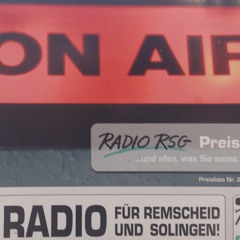 ON AIR
RADIO RSG Preis
...und alles, was Sie sonst
Preisliste Nr.
RADIO FÜR REMSCHEID
UND SOLINGEN!